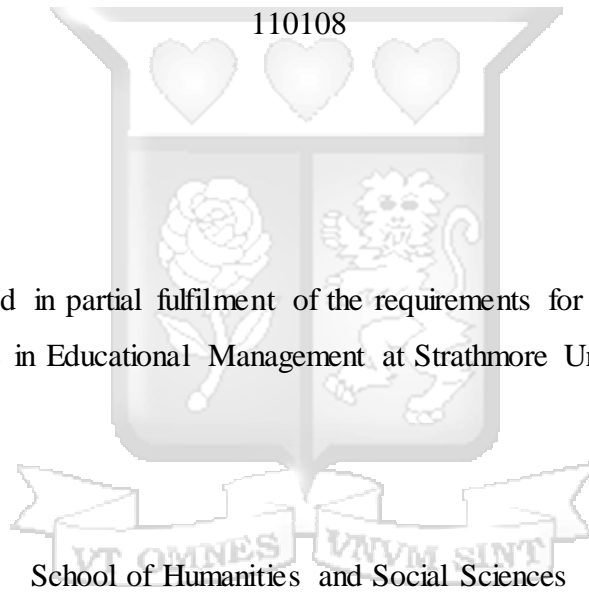 110108
d in partial fulfilment of the requirements for
in Educational Management at Strathmore Un
VT OMNES VNVM SINT
School of Humanities and Social Sciences